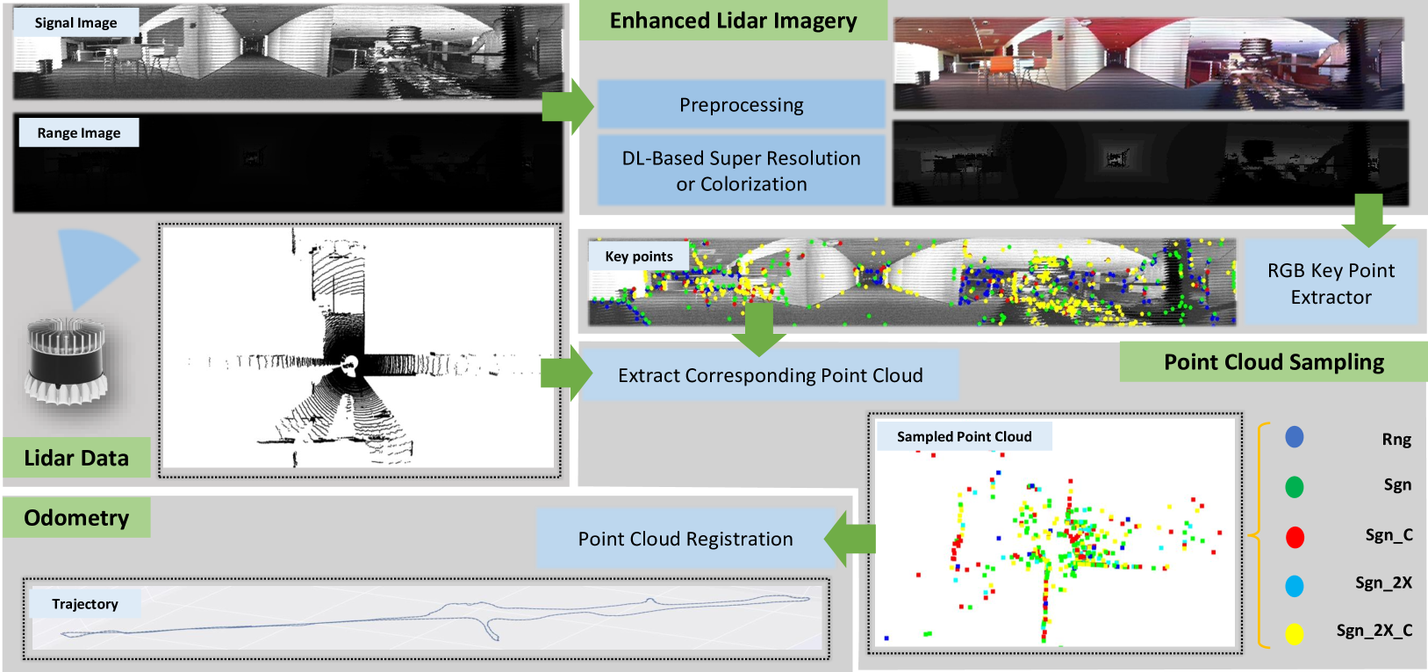 Signal Image
Range Image
Lidar Data
Enhanced Lidar Imagery
Preprocessing
DL-Based Super Resolution
or Colorization
Key points
RGB Key Point
Extractor
Extract Corresponding Point Cloud
Point Cloud Sampling
Sampled Point Cloud
Rng
Sgn
Sgn_C
Sgn_2X
Sgn_2X_C
Odometry
Point Cloud Registration
Trajectory